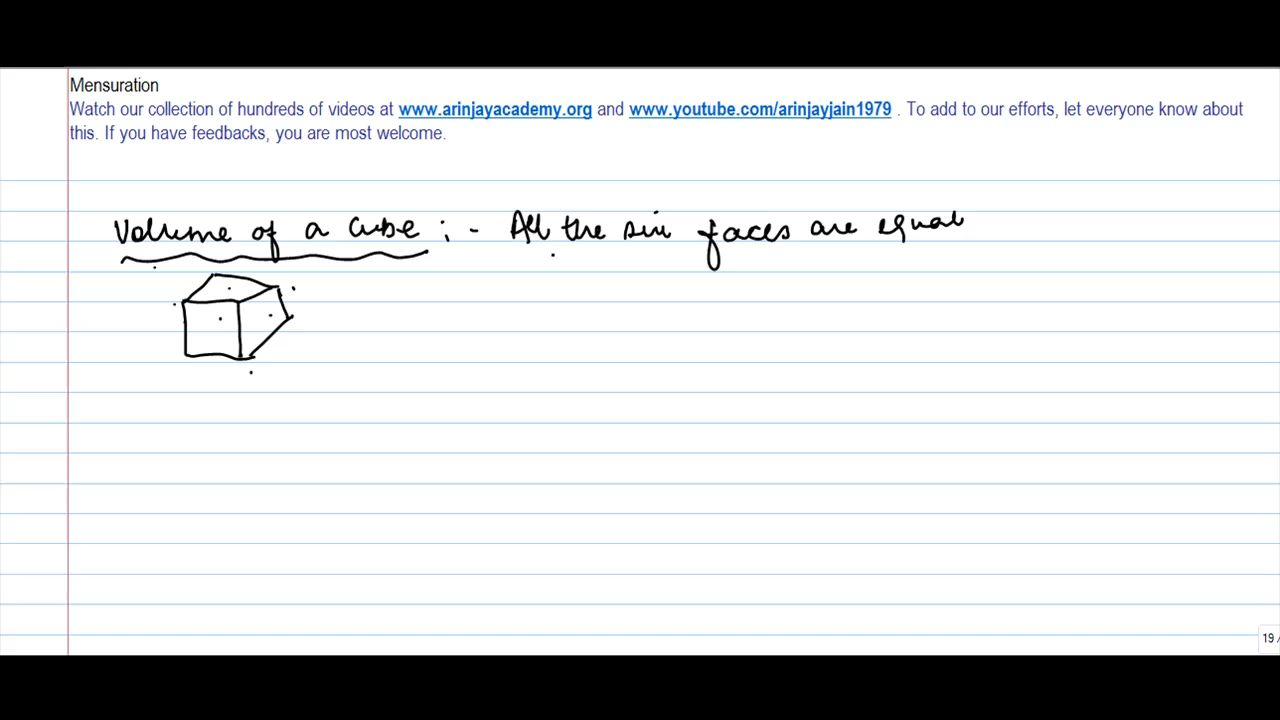 Mensuration
Watch our collection of hundreds of videos at www.arinjayacademy.org and www.youtube.com/arinjayjain1979 . To add to our efforts, let everyone know about
this. If you have feedbacks, you are most welcome.
Volume of a Cube : - All the six faces are equal
19